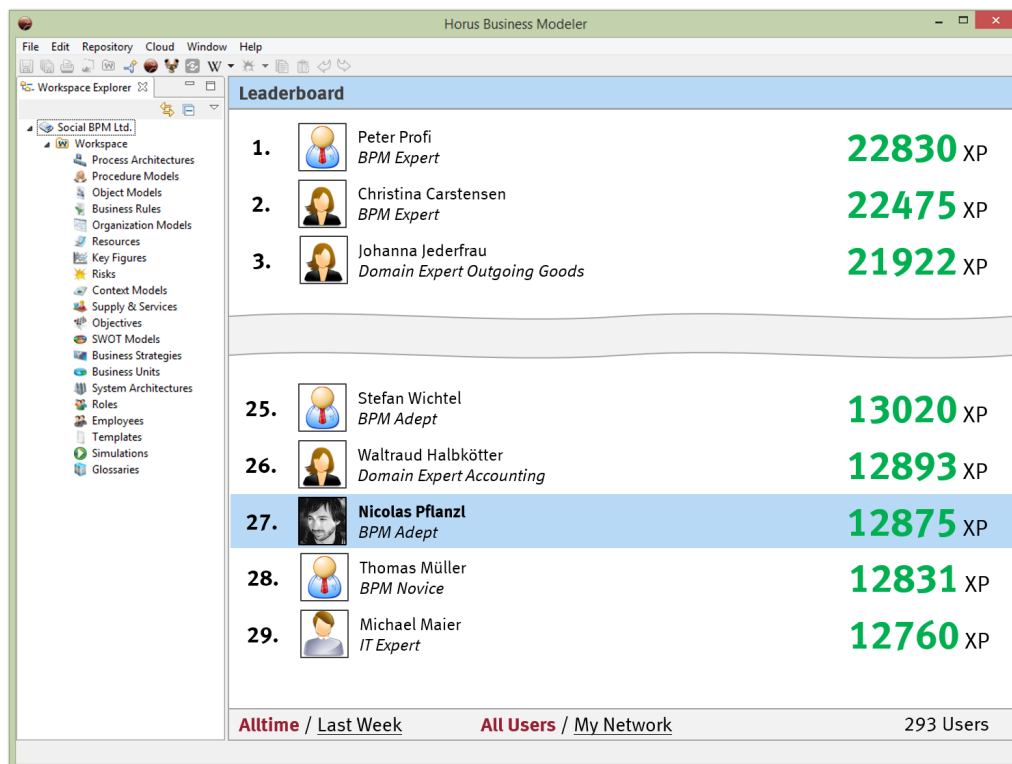 Horus Business Modeler
File Edit Repository Cloud Window Help
W
Workspace Explorer
Social BPM Ltd.
Workspace
Process Architectures
Procedure Models
Object Models
Business Rules
Organization Models
Resources
Key Figures
Risks
Context Models
Supply & Services
Objectives
SWOT Models
Business Strategies
Business Units
System Architectures
Roles
Employees
Templates
Simulations
Glossaries
Leaderboard
1. Peter Profi 22830 XP
BPM Expert
2. Christina Carstensen 22475 XP
BPM Expert
3. Johanna Jederfrau 21922 XP
Domain Expert Outgoing Goods
25. Stefan Wichtel 13020 XP
BPM Adept
26. Waltraud Halbkötter 12893 XP
Domain Expert Accounting
27. Nicolas Pflanzl 12875 XP
BPM Adept
28. Thomas Müller 12831 XP
BPM Novice
29. Michael Maier 12760 XP
IT Expert
Alltime / Last Week All Users / My Network 293 Users